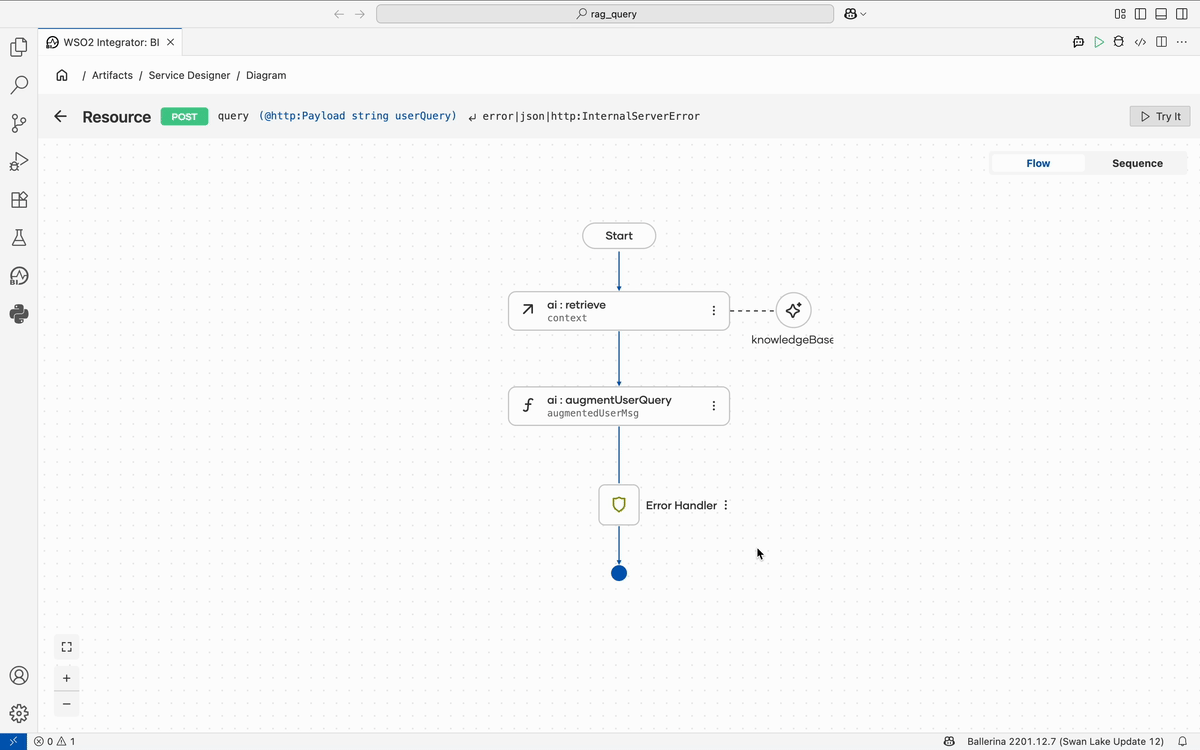 rag_query
WSO2 Integrator: BI
/ Artifacts / Service Designer / Diagram
Resource POST query (@http:Payload string userQuery) error|json|http:InternalServerError
Try It
Flow Sequence
Start
ai : retrieve
context
knowledgeBase
ai : augmentUserQuery
augmentedUserMsg
Error Handler
0 1
Ballerina 2201.12.7 (Swan Lake Update 12)